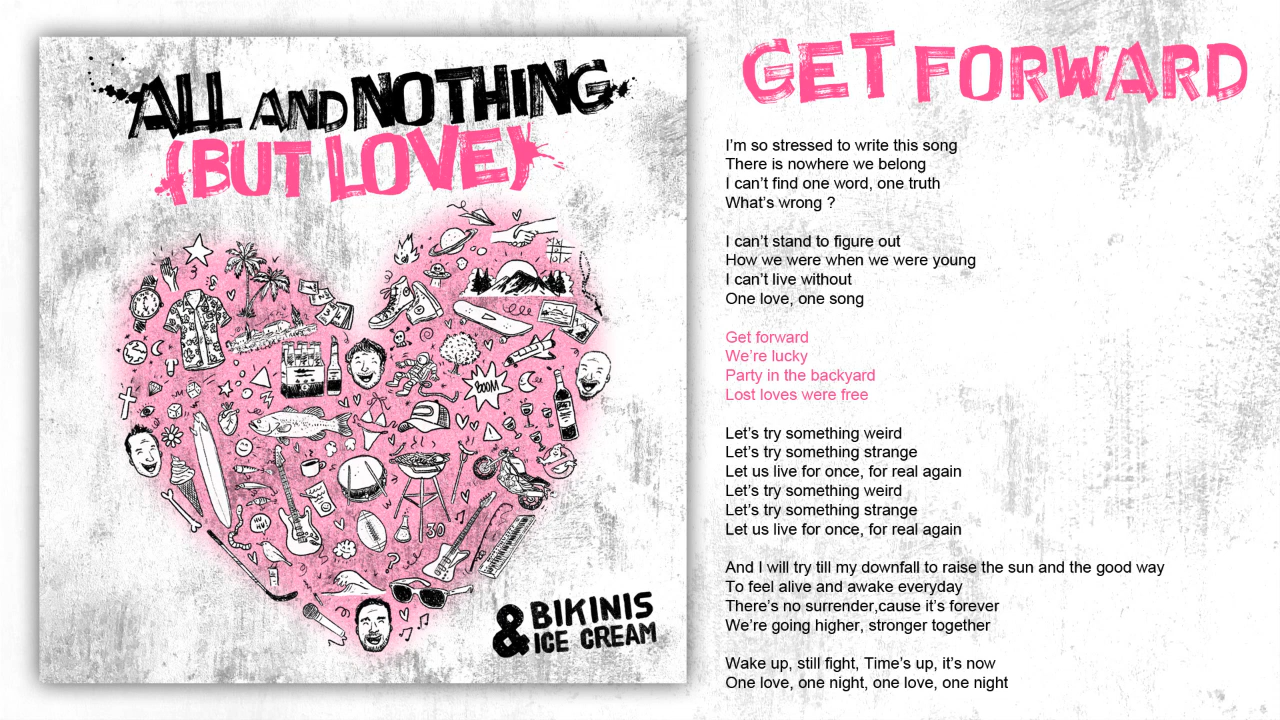 ALL AND NOTHING
(BUT LOVE)
BOOM
HU
HU!
30
& BIKINIS
ICE CREAM
GET FORWARD
I'm so stressed to write this song
There is nowhere we belong
I can't find one word, one truth
What's wrong ?
I can't stand to figure out
How we were when we were young
I can't live without
One love, one song
Get forward
We're lucky
Party in the backyard
Lost loves were free
Let's try something weird
Let's try something strange
Let us live for once, for real again
Let's try something weird
Let's try something strange
Let us live for once, for real again
And I will try till my downfall to raise the sun and the good way
To feel alive and awake everyday
There's no surrender,cause it's forever
We're going higher, stronger together
Wake up, still fight, Time's up, it's now
One love, one night, one love, one night